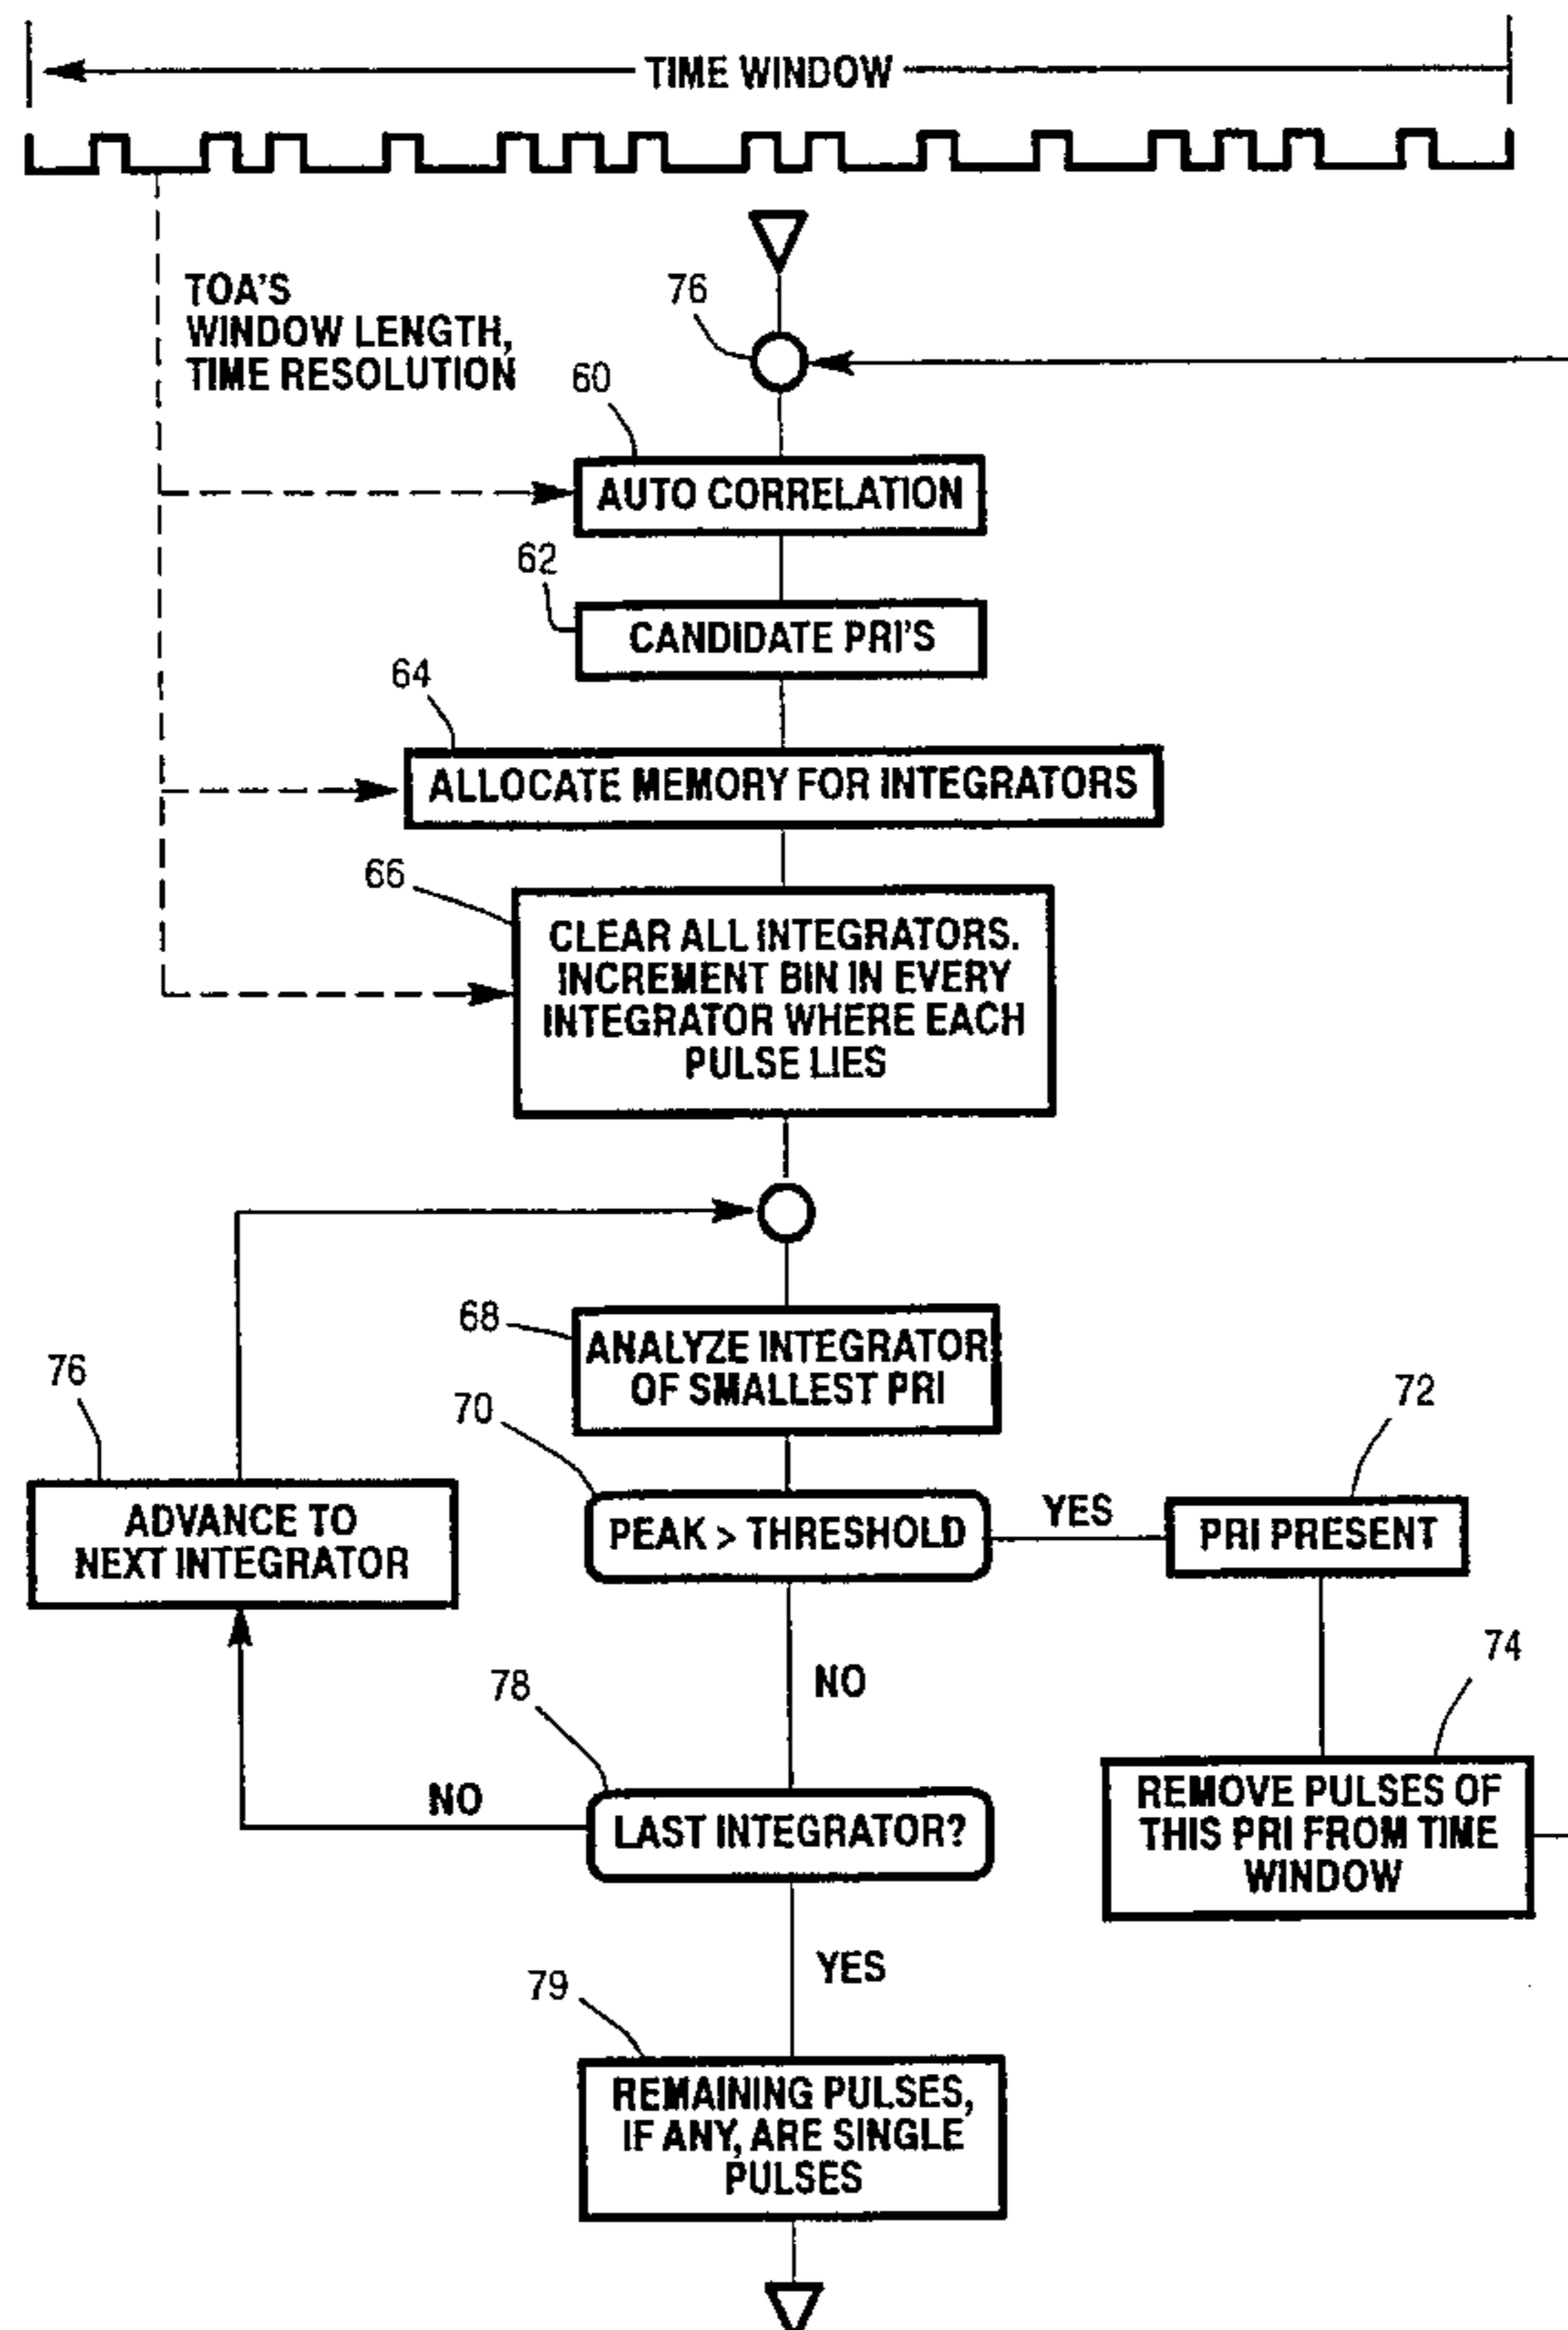 TIME WINDOW
TOA'S
WINDOW LENGTH,
TIME RESOLUTION
76
60
AUTO CORRELATION
62
CANDIDATE PRI'S
64
ALLOCATE MEMORY FOR INTEGRATORS
66
CLEAR ALL INTEGRATORS.
INCREMENT BIN IN EVERY
INTEGRATOR WHERE EACH
PULSE LIES
68
ANALYZE INTEGRATOR
OF SMALLEST PRI
76
ADVANCE TO
NEXT INTEGRATOR
70
PEAK > THRESHOLD
YES
72
PRI PRESENT
NO
74
REMOVE PULSES OF
THIS PRI FROM TIME
WINDOW
78
NO
LAST INTEGRATOR?
YES
79
REMAINING PULSES,
IF ANY, ARE SINGLE
PULSES